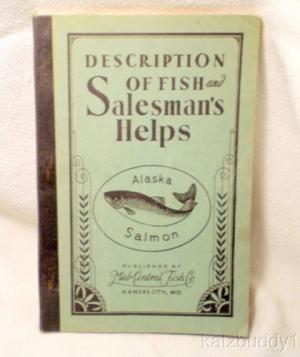 DESCRIPTION
OF FISH and
Salesman's
Helps
Alaska
Salmon
PUBLISHED BY
Mid-Central Fish Co
KANSAS CITY, MO.
katzbuddy1